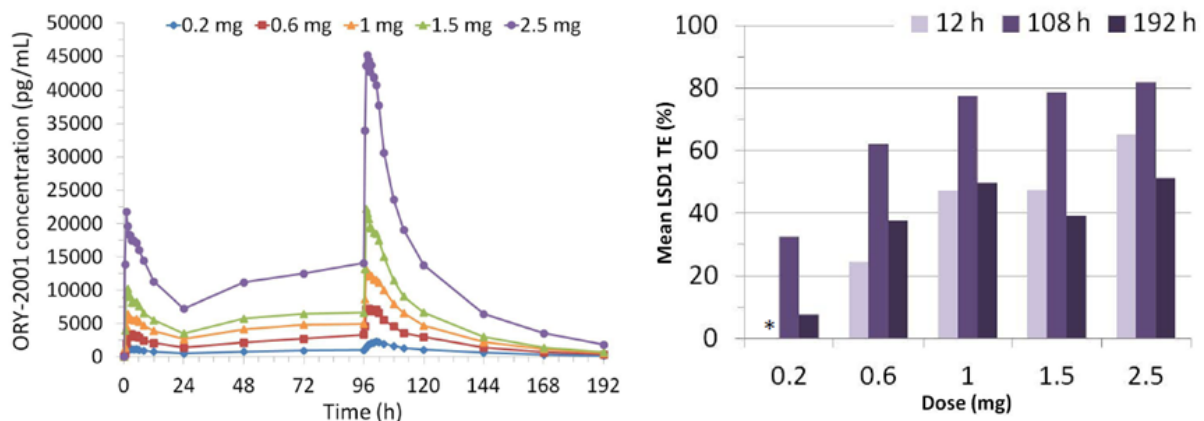 ORY-2001 concentration (pg/mL)
50000
45000
40000
35000
30000
25000
20000
15000
10000
5000
0
0.2 mg 0.6 mg 1 mg 1.5 mg 2.5 mg
0 24 48 72 96 120 144 168 192
Time (h)
Mean LSD1 TE (%)
12 h 108 h 192 h
100
80
60
40
20
0
*
0.2 0.6 1 1.5 2.5
Dose (mg)